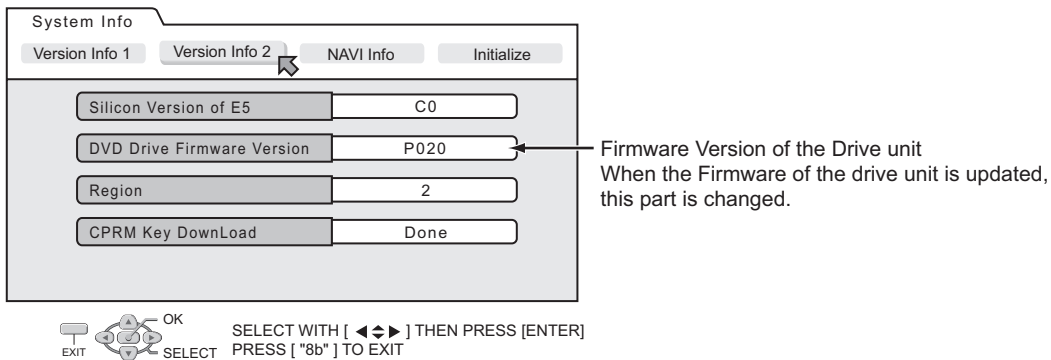 System Info
Version Info 1
Version Info 2
NAVI Info
Initialize
Silicon Version of E5
C0
DVD Drive Firmware Version
P020
Region
2
CPRM Key DownLoad
Done
Firmware Version of the Drive unit
When the Firmware of the drive unit is updated,
this part is changed.
EXIT
OK
SELECT
SELECT WITH [ ◀ ▲▼ ▶ ] THEN PRESS [ENTER]
PRESS [ "8b" ] TO EXIT